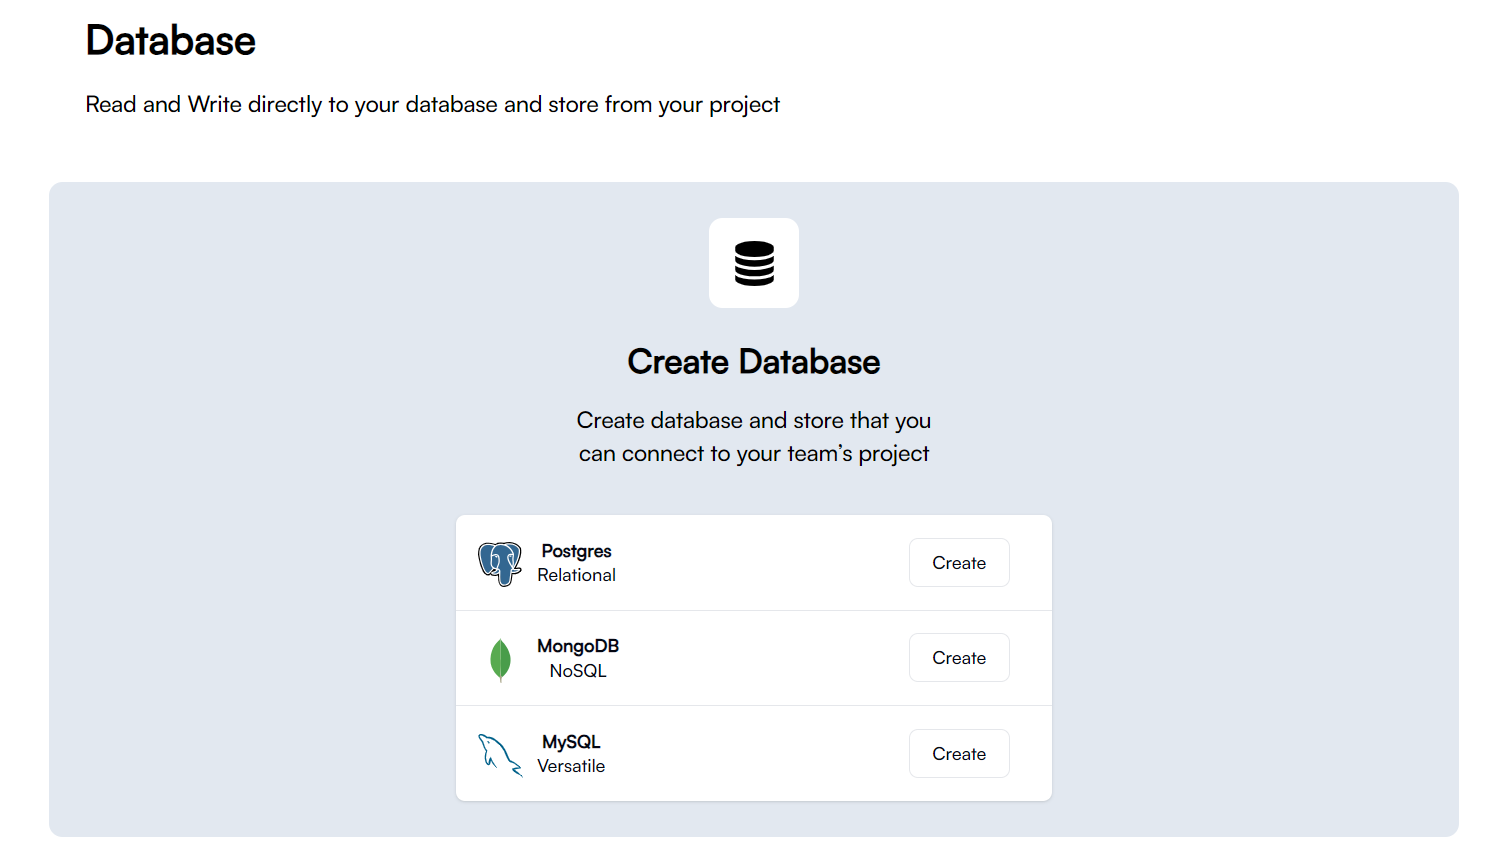 Database
Read and Write directly to your database and store from your project
Create Database
Create database and store that you
can connect to your team’s project
Postgres
Relational
Create
MongoDB
NoSQL
Create
MySQL
Versatile
Create